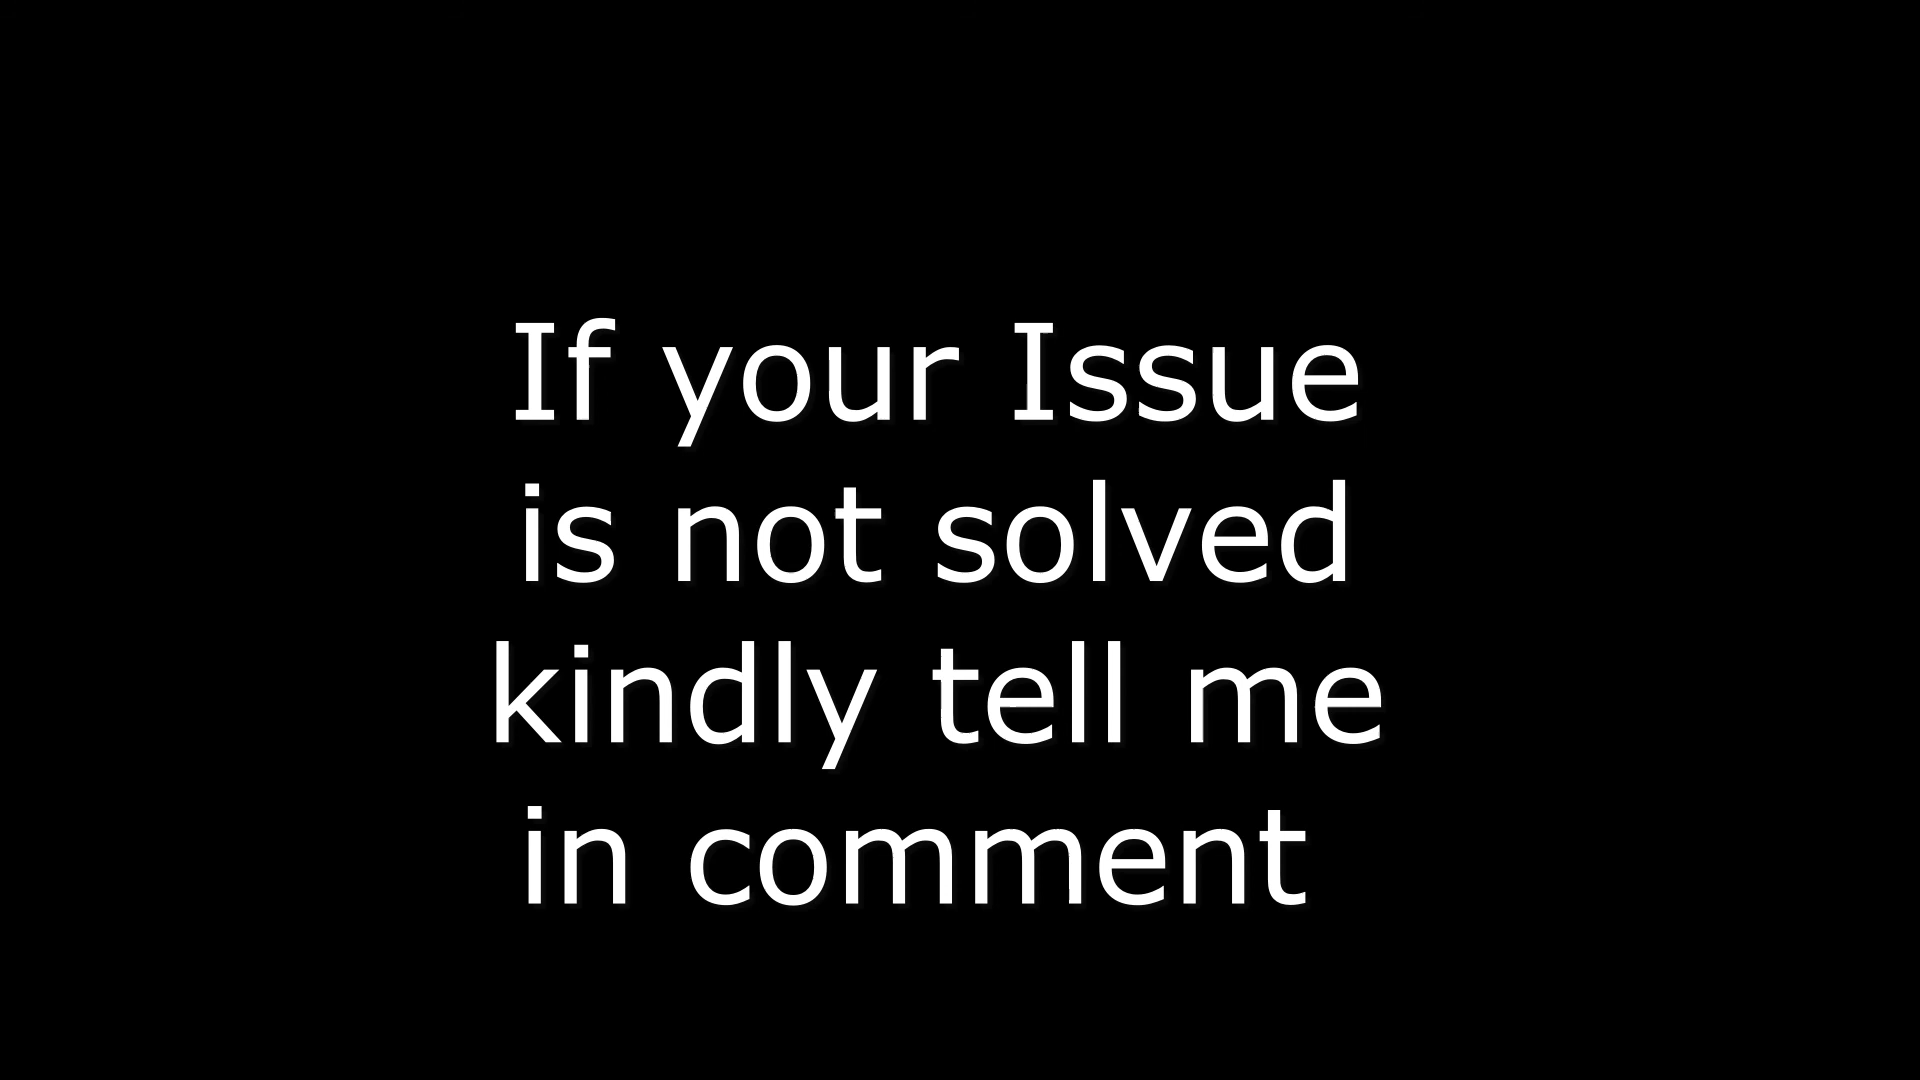 If your Issue
is not solved
kindly tell me
in comment